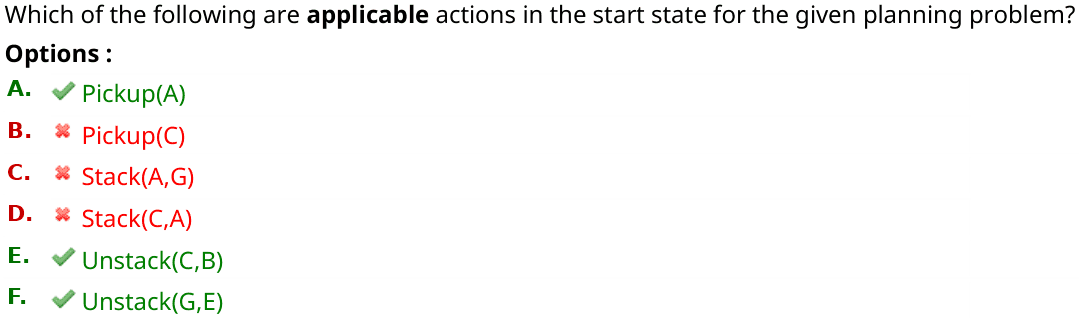 Which of the following are applicable actions in the start state for the given planning problem?
Options :
A. Pickup(A)
B. Pickup(C)
C. Stack(A,G)
D. Stack(C,A)
E. Unstack(C,B)
F. Unstack(G,E)